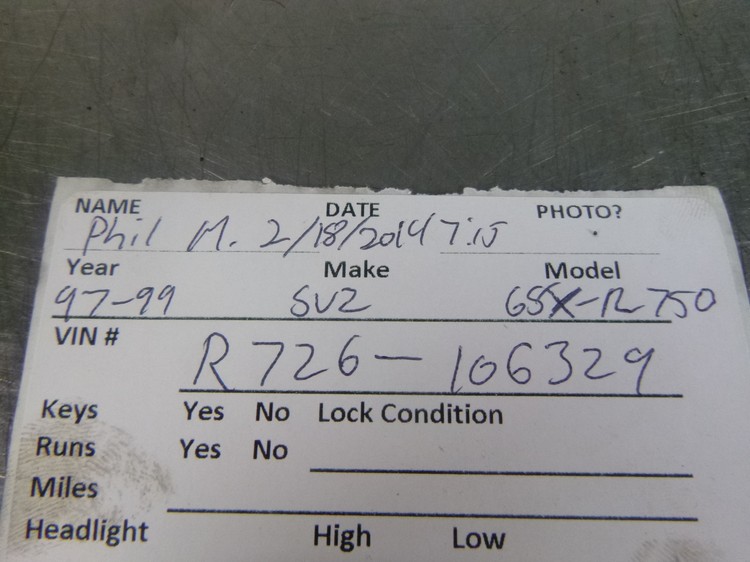 NAME DATE PHOTO?
Phil M. 2/18/2014 7:15
Year Make Model
97-99 SUZ GSX-R 750
VIN #
R726-106329
Keys Yes No Lock Condition
Runs Yes No
Miles
Headlight High Low